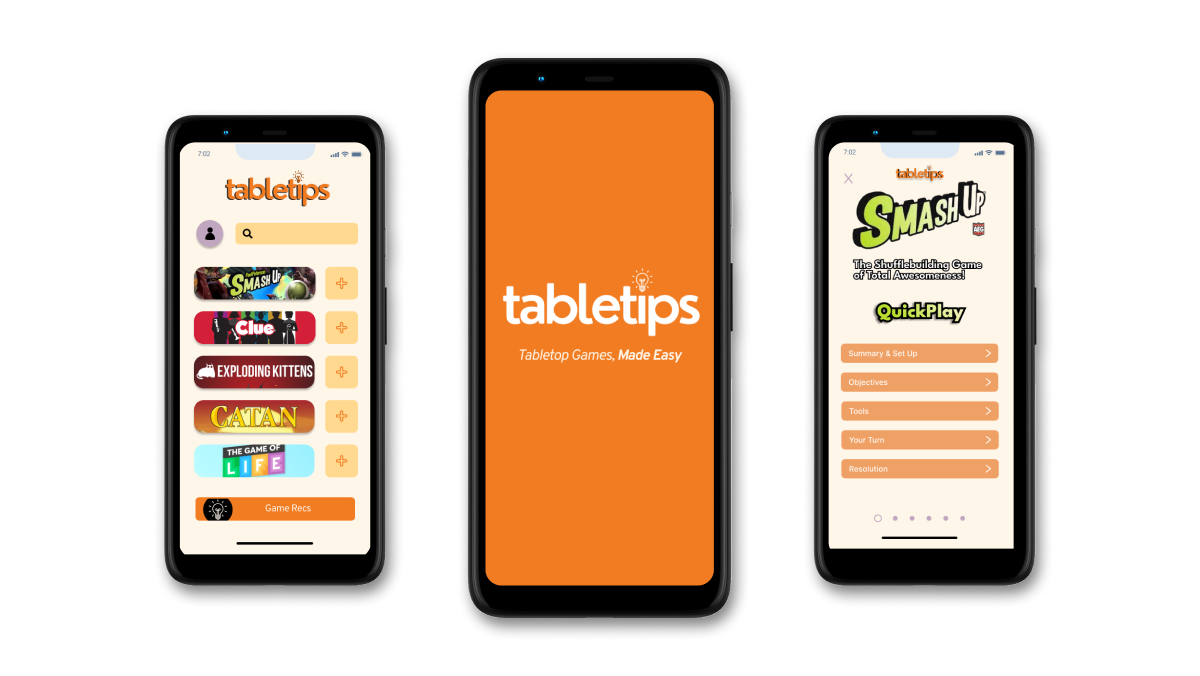 7:02
tabletips
FastForward
SMASH UP
Clue
EXPLODING KITTENS
CATAN
THE GAME OF
LIFE
Game Recs
tabletips
Tabletop Games, Made Easy
7:02
X
tabletips
SMASH UP
AEG
The Shufflebuilding Game
of Total Awesomeness!
QuickPlay
Summary & Set Up
Objectives
Tools
Your Turn
Resolution